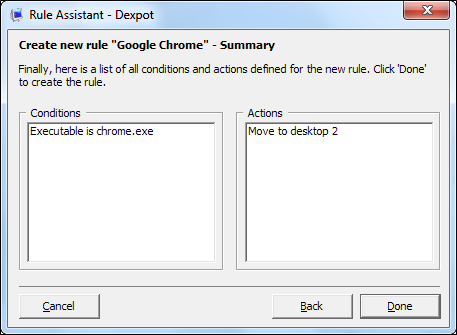 Rule Assistant - Dexpot
Create new rule "Google Chrome" - Summary
Finally, here is a list of all conditions and actions defined for the new rule. Click 'Done'
to create the rule.
Conditions
Executable is chrome.exe
Actions
Move to desktop 2
Cancel
Back
Done